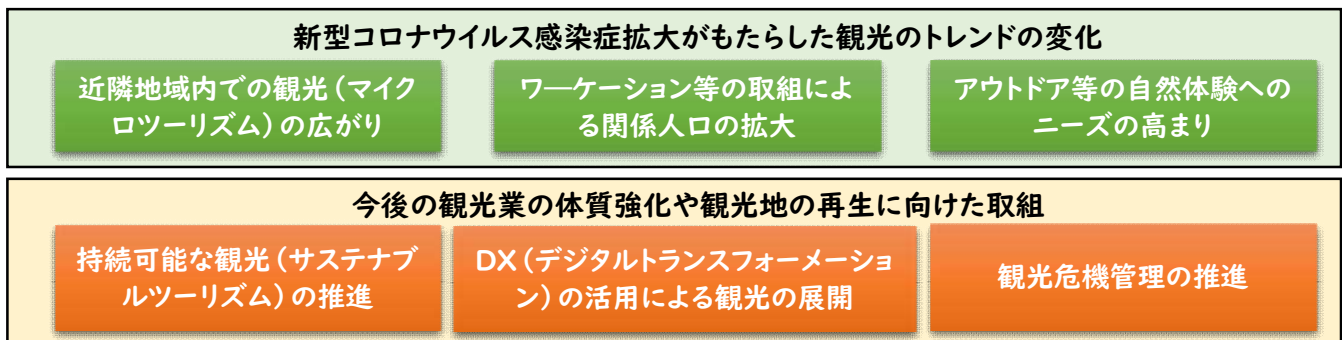 新型コロナウイルス感染症拡大がもたらした観光のトレンドの変化
近隣地域内での観光（マイク
ロツーリズム）の広がり
ワ―ケーション等の取組によ
る関係人口の拡大
アウトドア等の自然体験への
ニーズの高まり
今後の観光業の体質強化や観光地の再生に向けた取組
持続可能な観光（サステナブ
ルツーリズム）の推進
DX（デジタルトランスフォーメーショ
ン）の活用による観光の展開
観光危機管理の推進